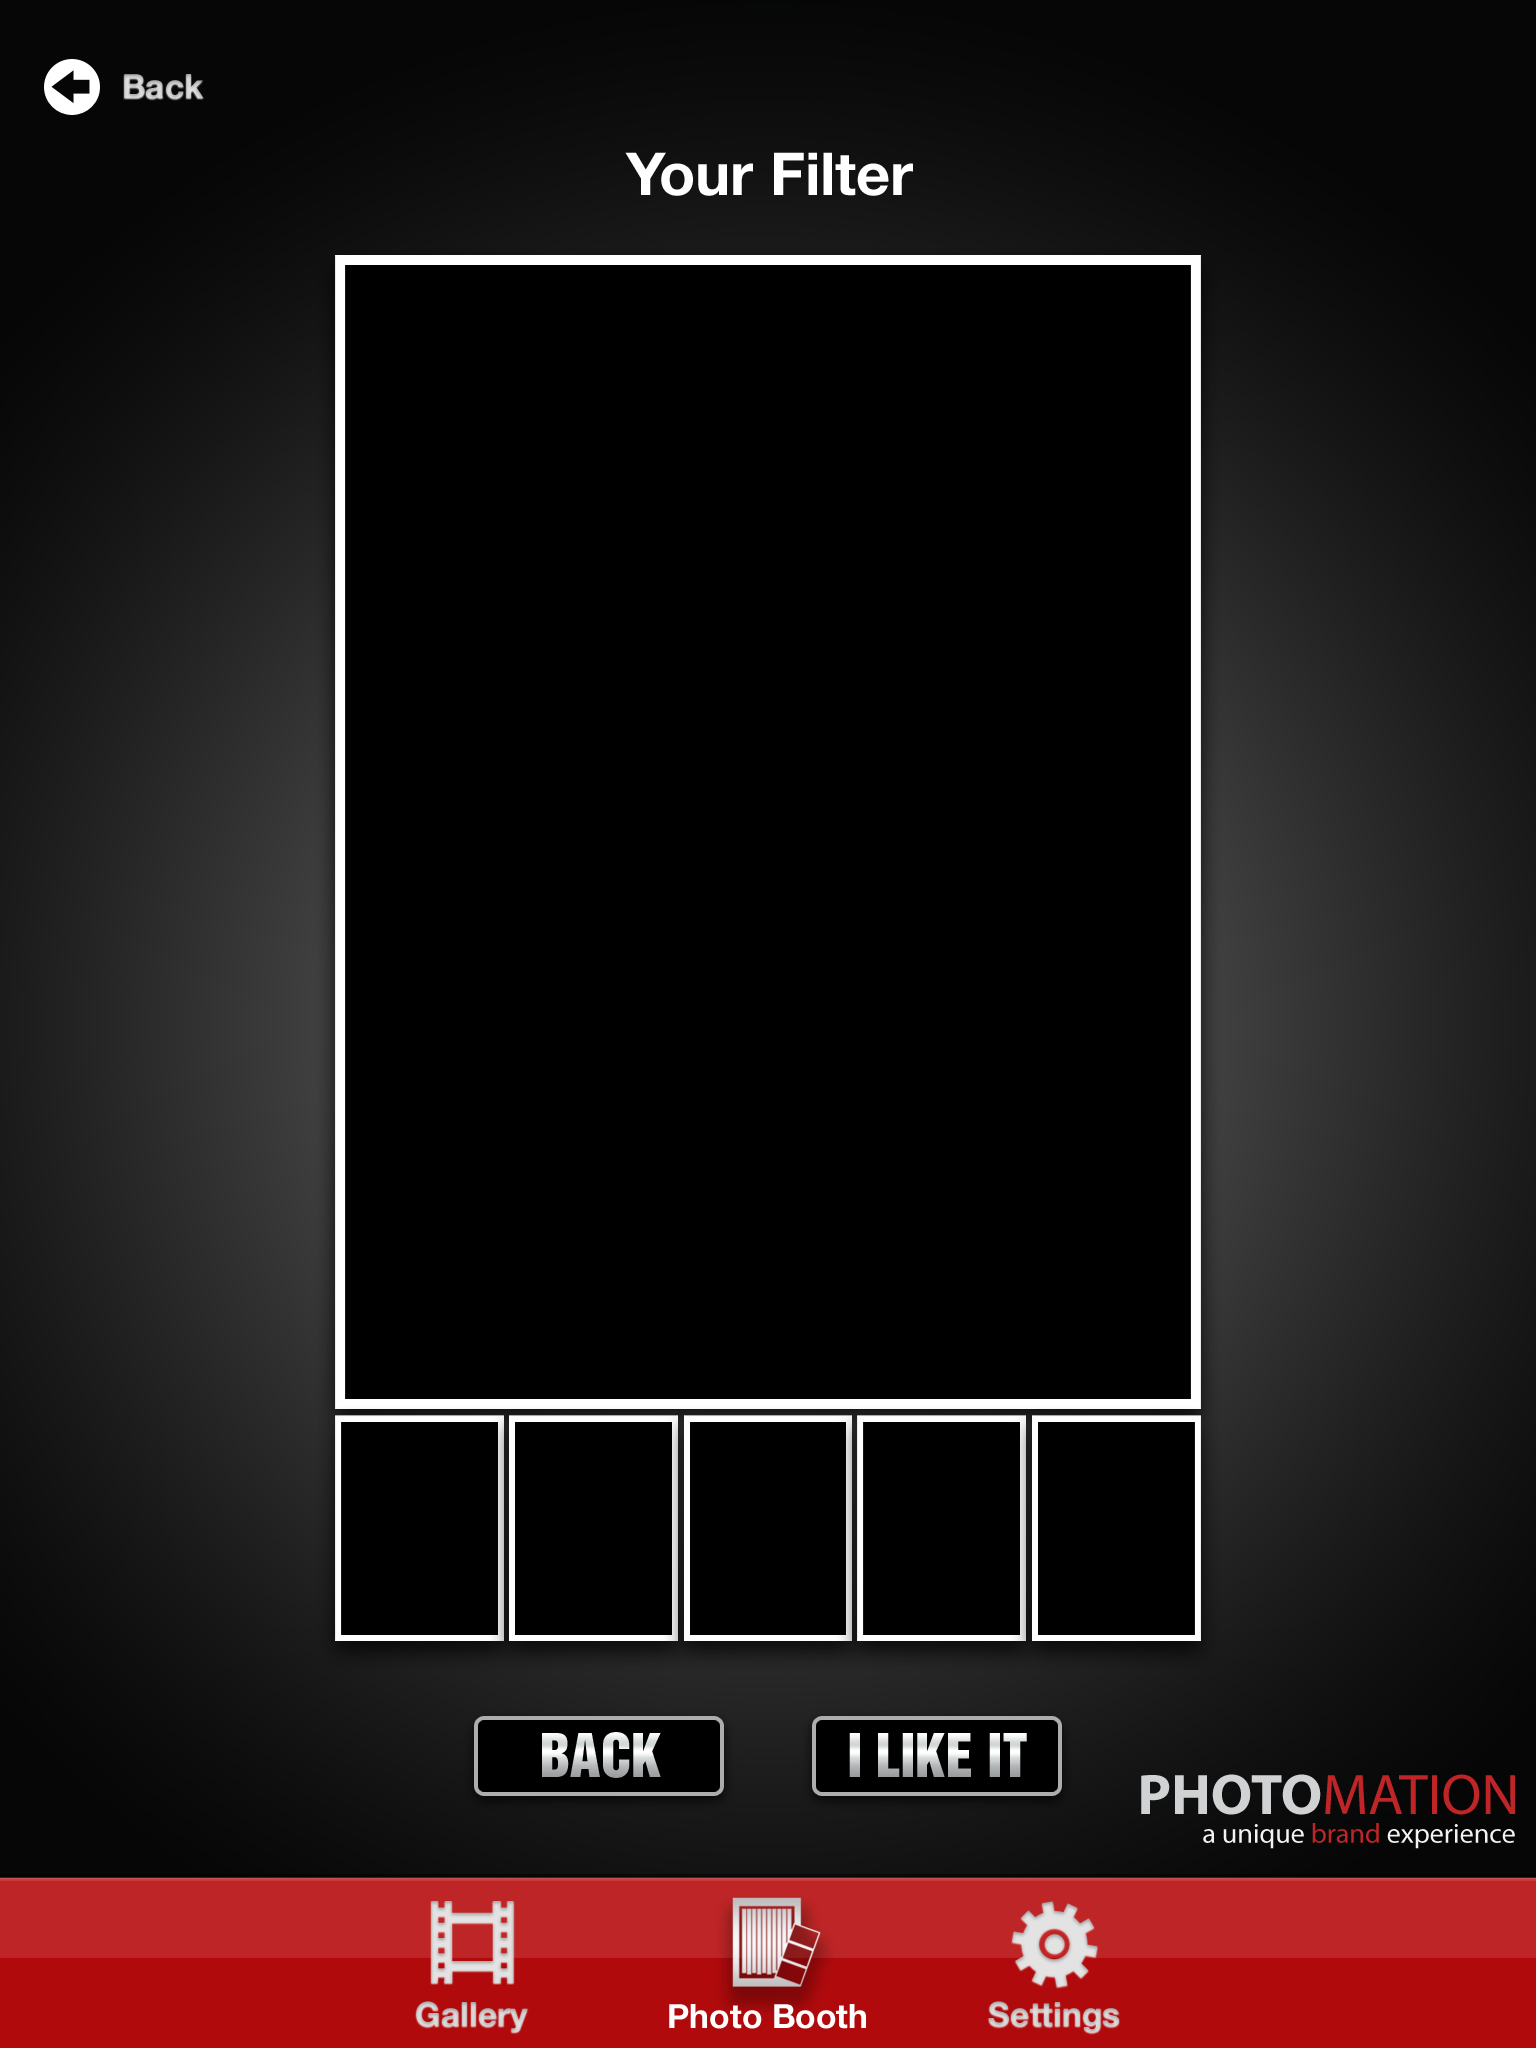 Back
Your Filter
BACK
I LIKE IT
PHOTOMATION
a unique brand experience
Gallery
Photo Booth
Settings